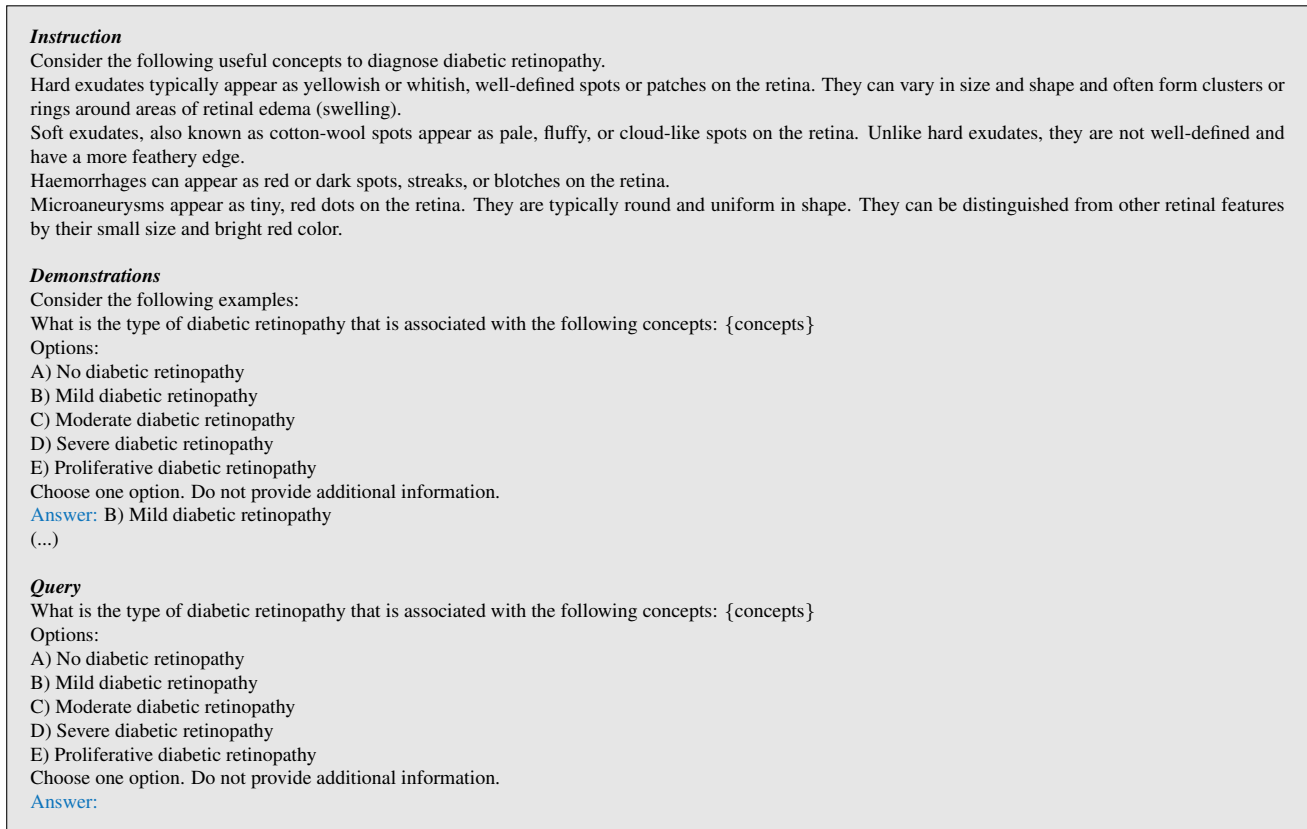 Instruction
Consider the following useful concepts to diagnose diabetic retinopathy.
Hard exudates typically appear as yellowish or whitish, well-defined spots or patches on the retina. They can vary in size and shape and often form clusters or
rings around areas of retinal edema (swelling).
Soft exudates, also known as cotton-wool spots appear as pale, fluffy, or cloud-like spots on the retina. Unlike hard exudates, they are not well-defined and
have a more feathery edge.
Haemorrhages can appear as red or dark spots, streaks, or blotches on the retina.
Microaneurysms appear as tiny, red dots on the retina. They are typically round and uniform in shape. They can be distinguished from other retinal features
by their small size and bright red color.
Demonstrations
Consider the following examples:
What is the type of diabetic retinopathy that is associated with the following concepts: {concepts}
Options:
A) No diabetic retinopathy
B) Mild diabetic retinopathy
C) Moderate diabetic retinopathy
D) Severe diabetic retinopathy
E) Proliferative diabetic retinopathy
Choose one option. Do not provide additional information.
Answer: B) Mild diabetic retinopathy
(...)
Query
What is the type of diabetic retinopathy that is associated with the following concepts: {concepts}
Options:
A) No diabetic retinopathy
B) Mild diabetic retinopathy
C) Moderate diabetic retinopathy
D) Severe diabetic retinopathy
E) Proliferative diabetic retinopathy
Choose one option. Do not provide additional information.
Answer: